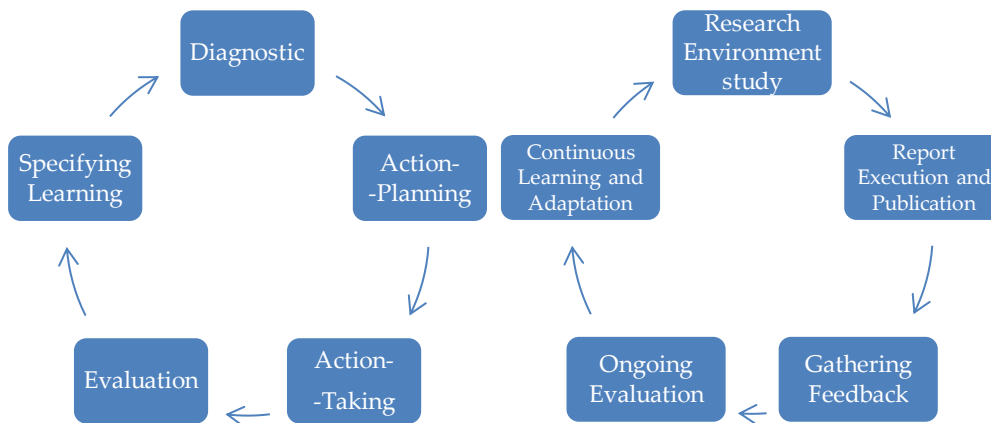 Diagnostic
Action-
-Planning
Action-
-Taking
Evaluation
Specifying
Learning
Research
Environment
study
Report
Execution and
Publication
Gathering
Feedback
Ongoing
Evaluation
Continuous
Learning and
Adaptation